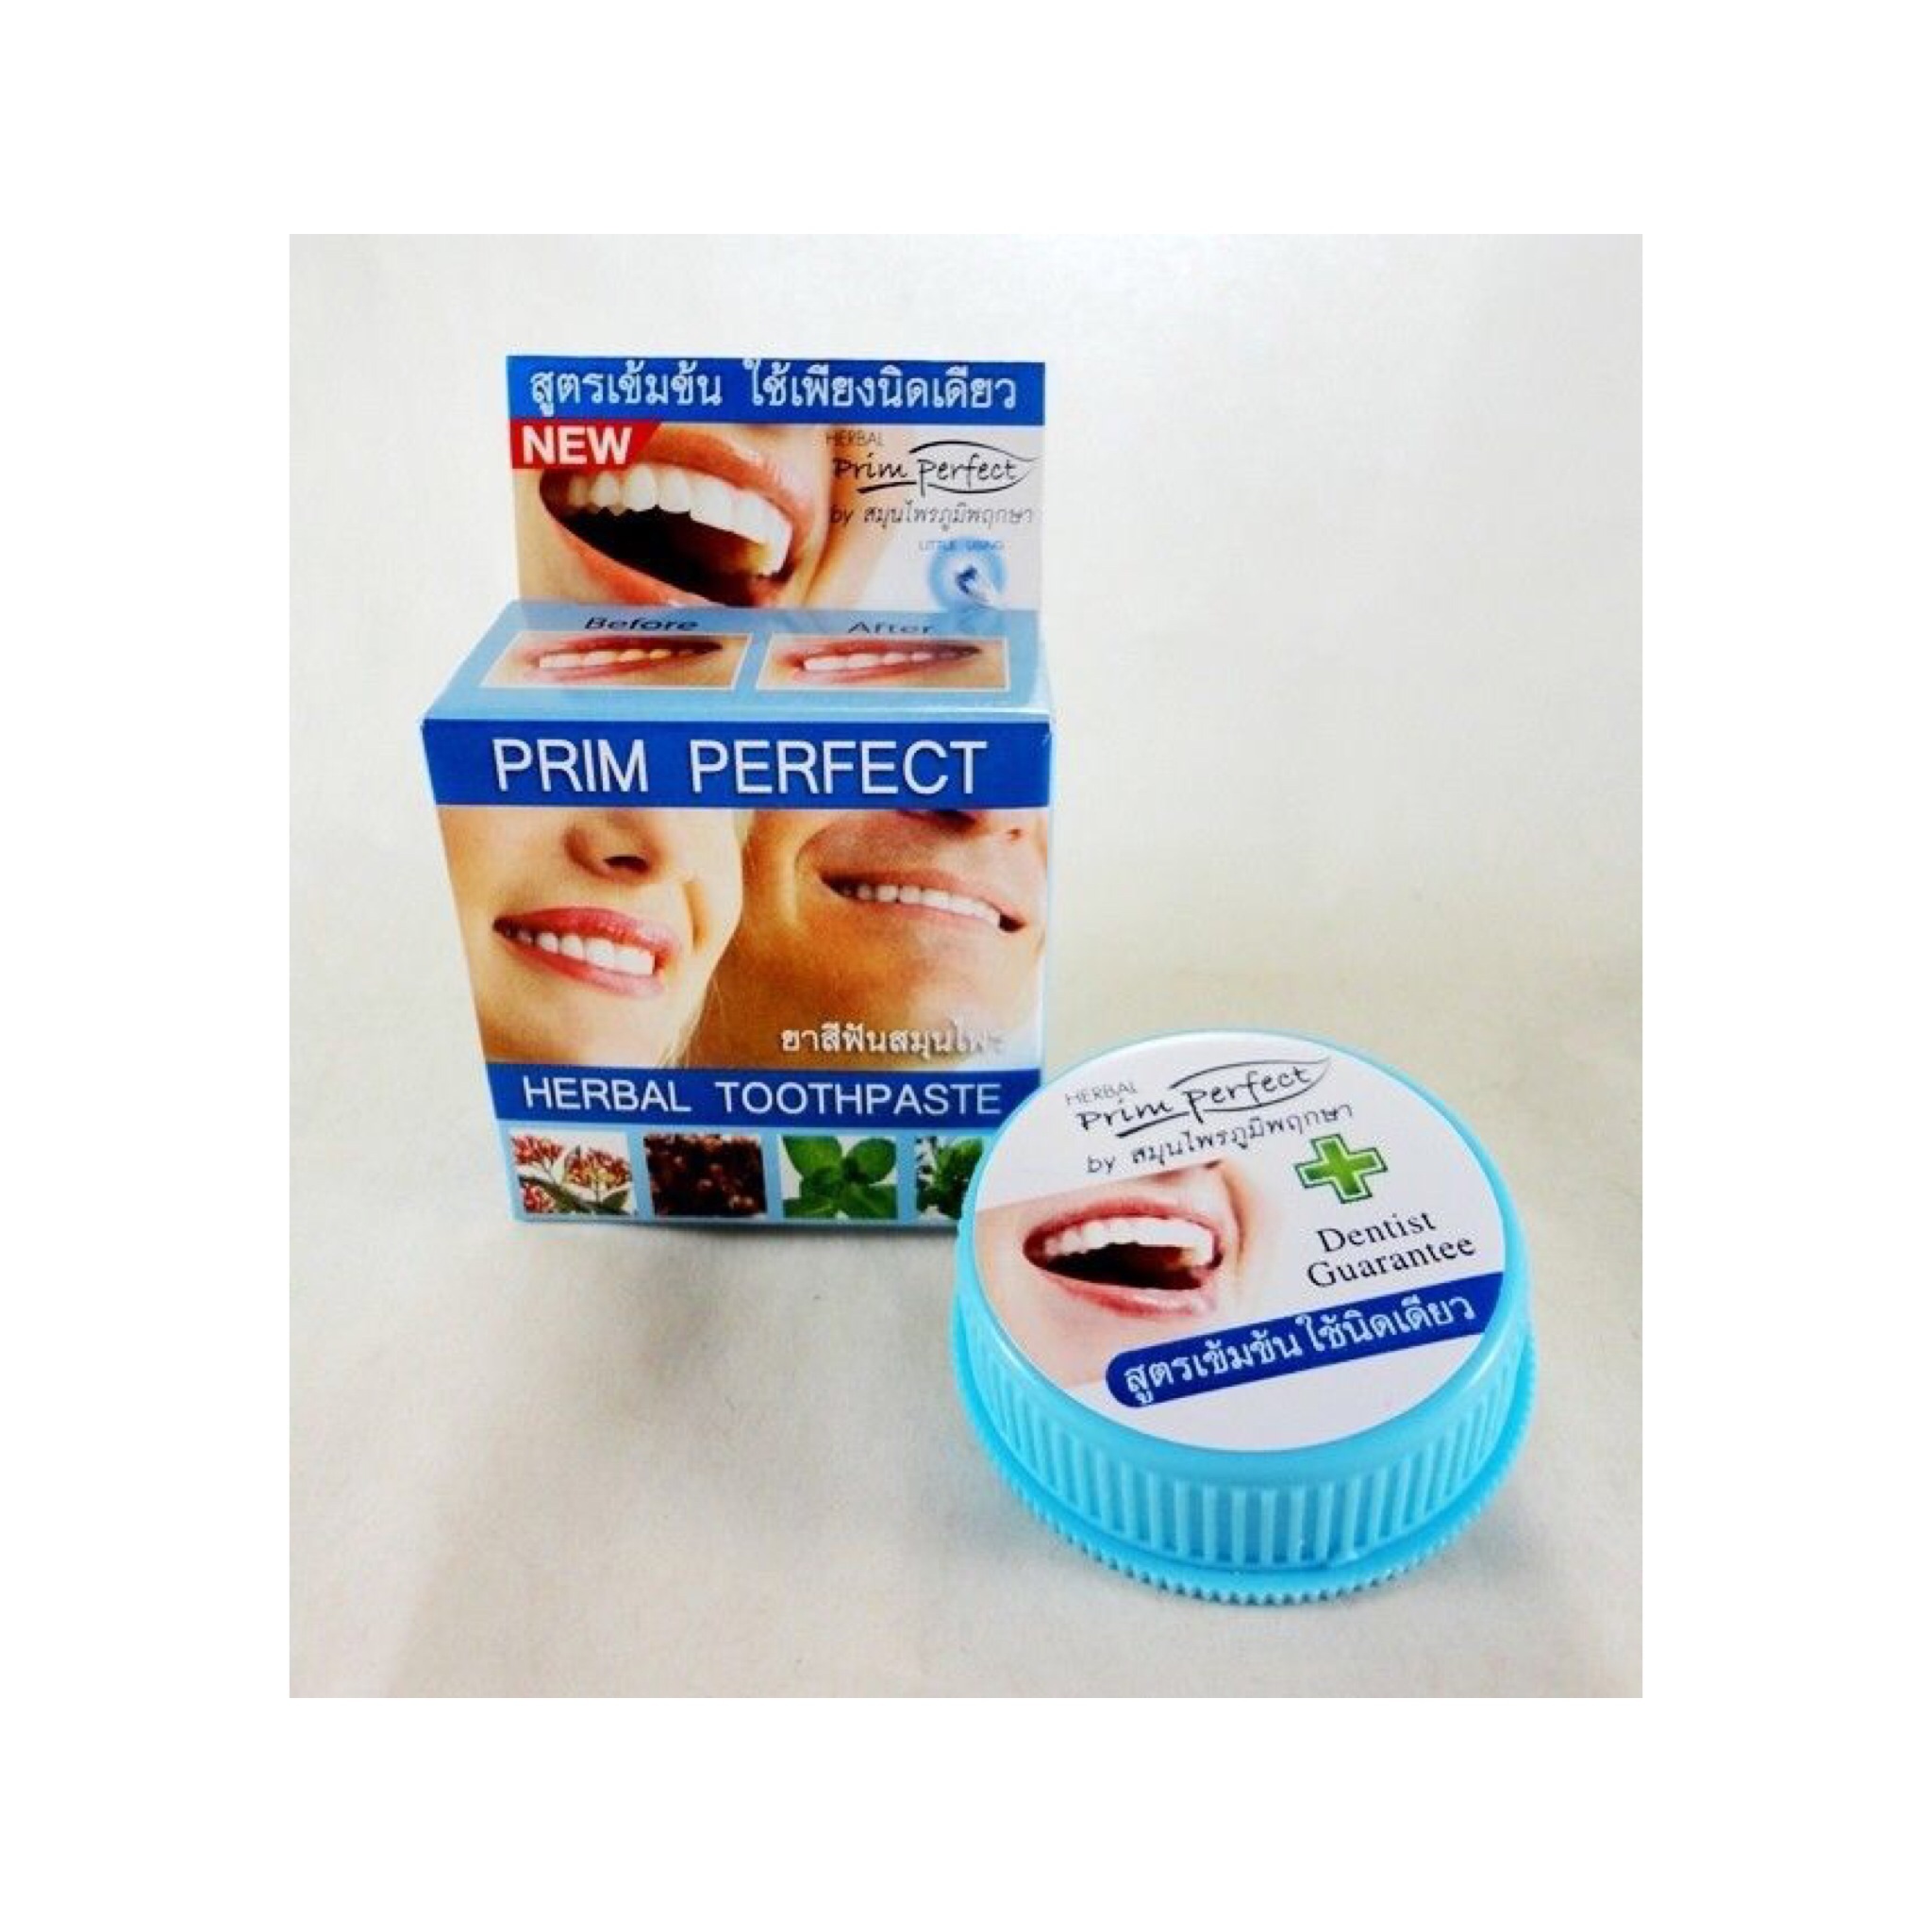 สูตรเข้มข้น ใช้เพียงนิดเดียว
NEW
HERBAL
Prim Perfect
by สมุนไพรภูมิพฤกษา
LITTLE USING
Before
After
PRIM PERFECT
ยาสีฟันสมุนไพร
HERBAL TOOTHPASTE
HERBAL
Prim Perfect
by สมุนไพรภูมิพฤกษา
Dentist
Guarantee
สูตรเข้มข้น ใช้นิดเดียว